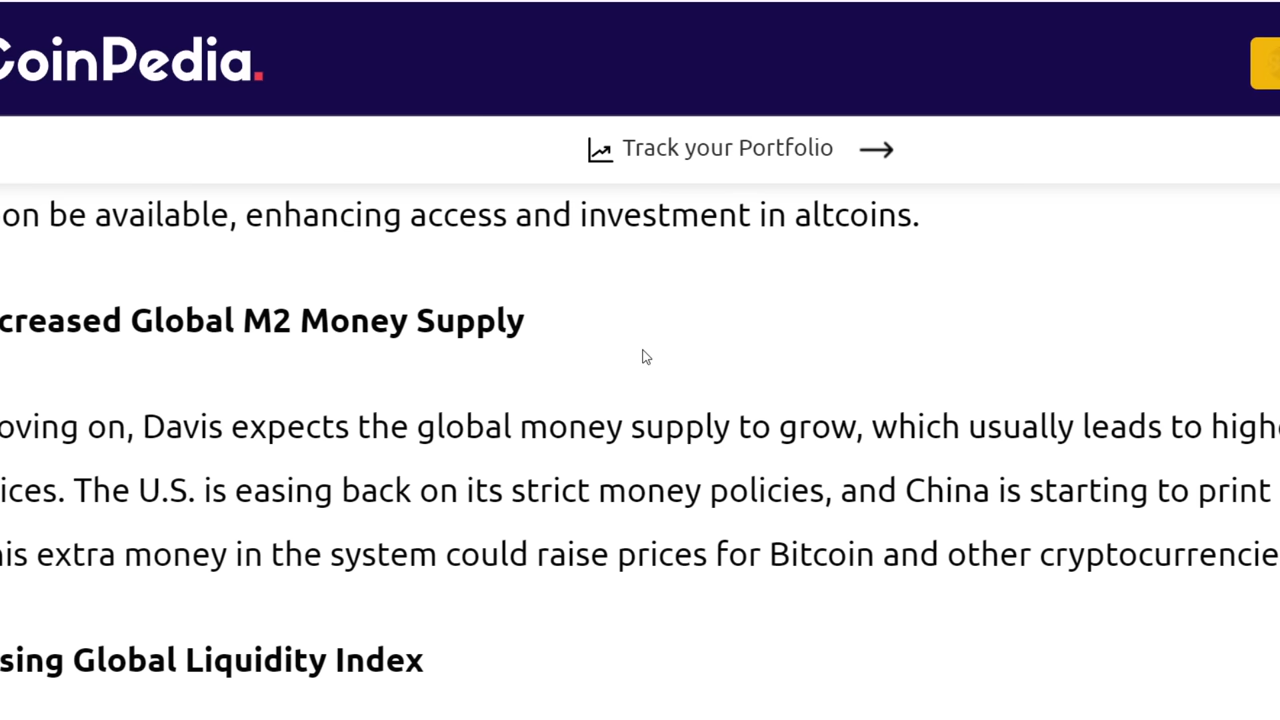 CoinPedia.
Track your Portfolio
on be available, enhancing access and investment in altcoins.
creased Global M2 Money Supply
oving on, Davis expects the global money supply to grow, which usually leads to high
ices. The U.S. is easing back on its strict money policies, and China is starting to print
is extra money in the system could raise prices for Bitcoin and other cryptocurrencie
sing Global Liquidity Index